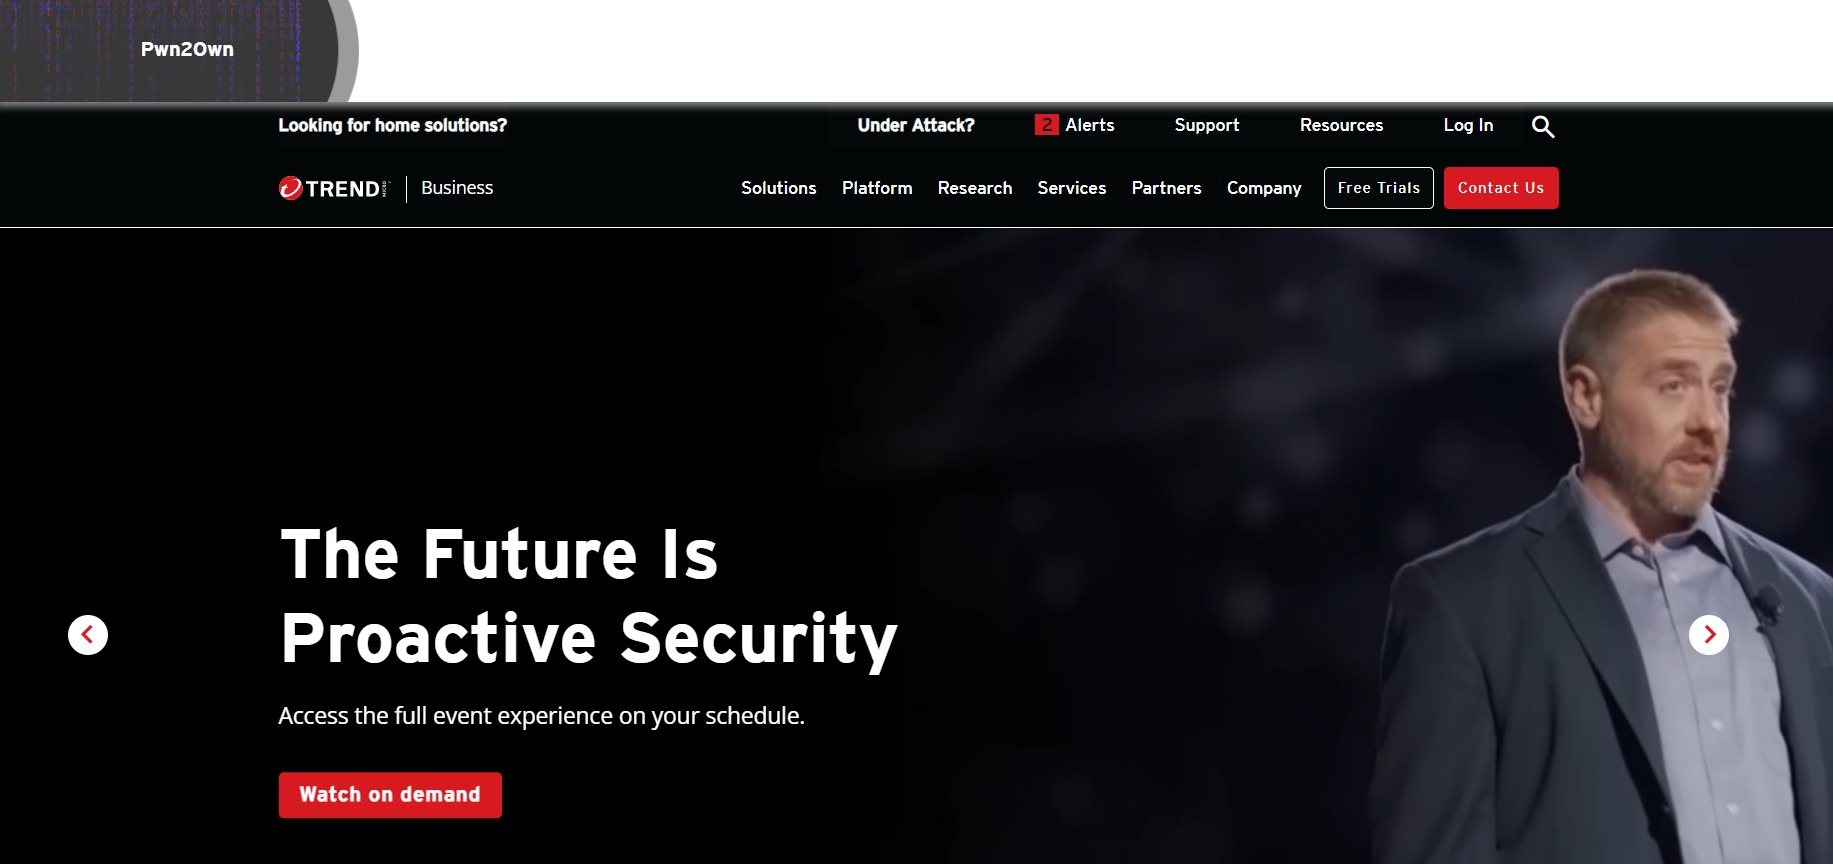 Pwn2Own
Looking for home solutions?
Under Attack?
2 Alerts
Support
Resources
Log In
TREND
Business
Solutions
Platform
Research
Services
Partners
Company
Free Trials
Contact Us
The Future Is
Proactive Security
Access the full event experience on your schedule.
Watch on demand